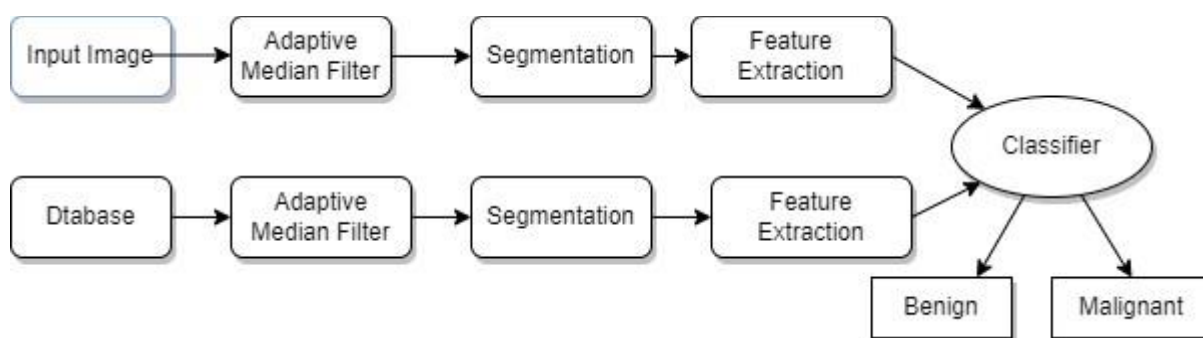 Input Image
Adaptive
Median Filter
Segmentation
Feature
Extraction
Classifier
Dtabase
Adaptive
Median Filter
Segmentation
Feature
Extraction
Benign
Malignant